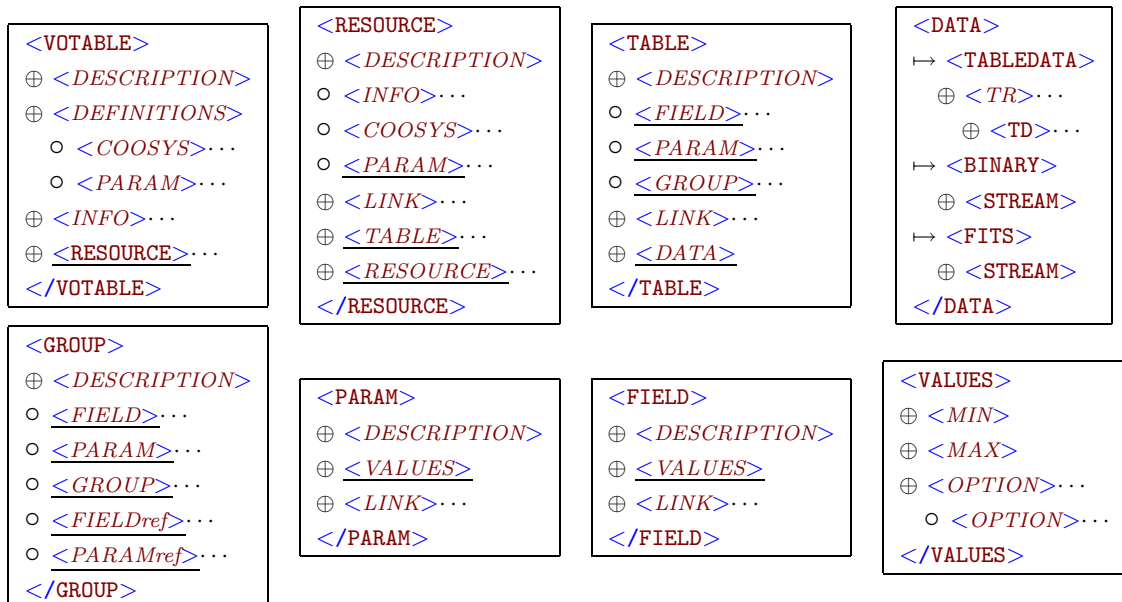 <VOTABLE>
⊕ <DESCRIPTION>
⊕ <DEFINITIONS>
○ <COOSYS>···
○ <PARAM>···
⊕ <INFO>···
⊕ <RESOURCE>···
</VOTABLE>
<RESOURCE>
⊕ <DESCRIPTION>
○ <INFO>···
○ <COOSYS>···
○ <PARAM>···
⊕ <LINK>···
⊕ <TABLE>···
⊕ <RESOURCE>···
</RESOURCE>
<TABLE>
⊕ <DESCRIPTION>
○ <FIELD>···
○ <PARAM>···
○ <GROUP>···
⊕ <LINK>···
⊕ <DATA>
</TABLE>
<DATA>
↦ <TABLEDATA>
⊕ <TR>···
⊕ <TD>···
↦ <BINARY>
⊕ <STREAM>
↦ <FITS>
⊕ <STREAM>
</DATA>
<GROUP>
⊕ <DESCRIPTION>
○ <FIELD>···
○ <PARAM>···
○ <GROUP>···
○ <FIELDref>···
○ <PARAMref>···
</GROUP>
<PARAM>
⊕ <DESCRIPTION>
⊕ <VALUES>
⊕ <LINK>···
</PARAM>
<FIELD>
⊕ <DESCRIPTION>
⊕ <VALUES>
⊕ <LINK>···
</FIELD>
<VALUES>
⊕ <MIN>
⊕ <MAX>
⊕ <OPTION>···
○ <OPTION>···
</VALUES>